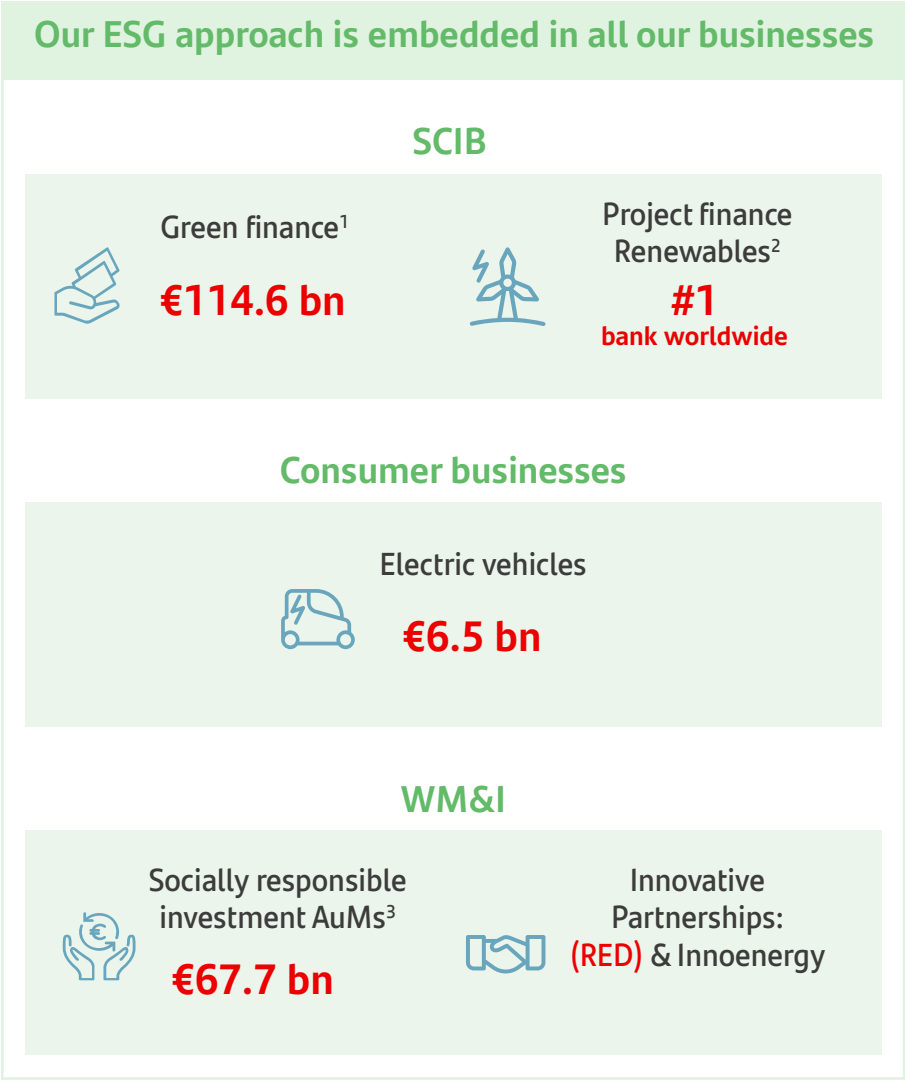 Our ESG approach is embedded in all our businesses
SCIB
Green finance¹
€114.6 bn
Project finance
Renewables²
#1
bank worldwide
Consumer businesses
Electric vehicles
€6.5 bn
WM&I
Socially responsible
investment AuMs³
€67.7 bn
Innovative
Partnerships:
(RED) & Innoenergy